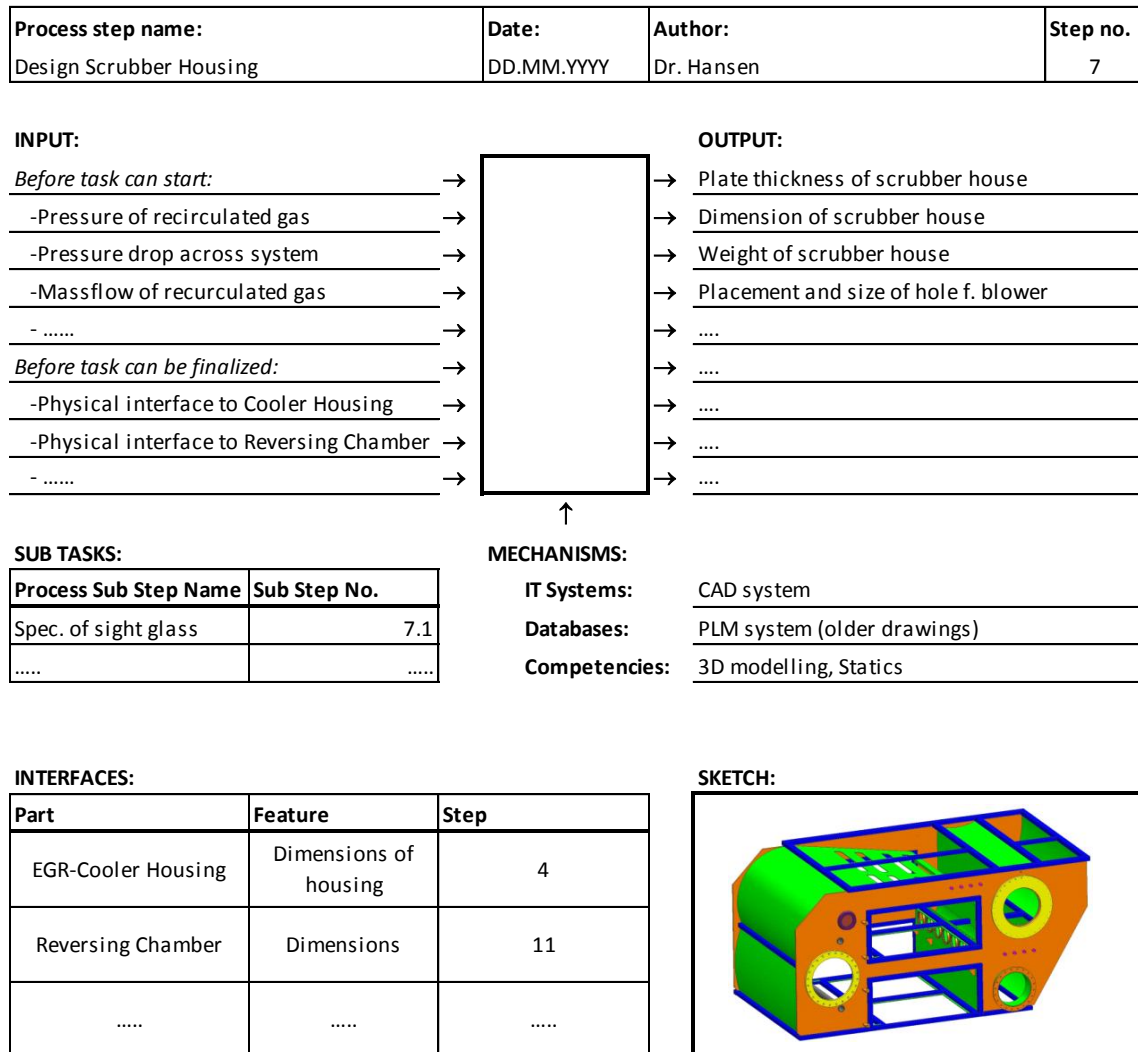 Process step name: Date: Author: Step no.
Design Scrubber Housing DD.MM.YYYY Dr. Hansen 7
INPUT: OUTPUT:
Before task can start: → → Plate thickness of scrubber house
-Pressure of recirculated gas → → Dimension of scrubber house
-Pressure drop across system → → Weight of scrubber house
-Massflow of recurculated gas → → Placement and size of hole f. blower
- ...... → → ....
Before task can be finalized: → → ....
-Physical interface to Cooler Housing → → ....
-Physical interface to Reversing Chamber → → ....
- ...... → → ....
↑
SUB TASKS: MECHANISMS:
Process Sub Step Name Sub Step No. IT Systems: CAD system
Spec. of sight glass 7.1 Databases: PLM system (older drawings)
..... ..... Competencies: 3D modelling, Statics
INTERFACES: SKETCH:
Part Feature Step
EGR-Cooler Housing Dimensions of housing 4
Reversing Chamber Dimensions 11
..... ..... .....